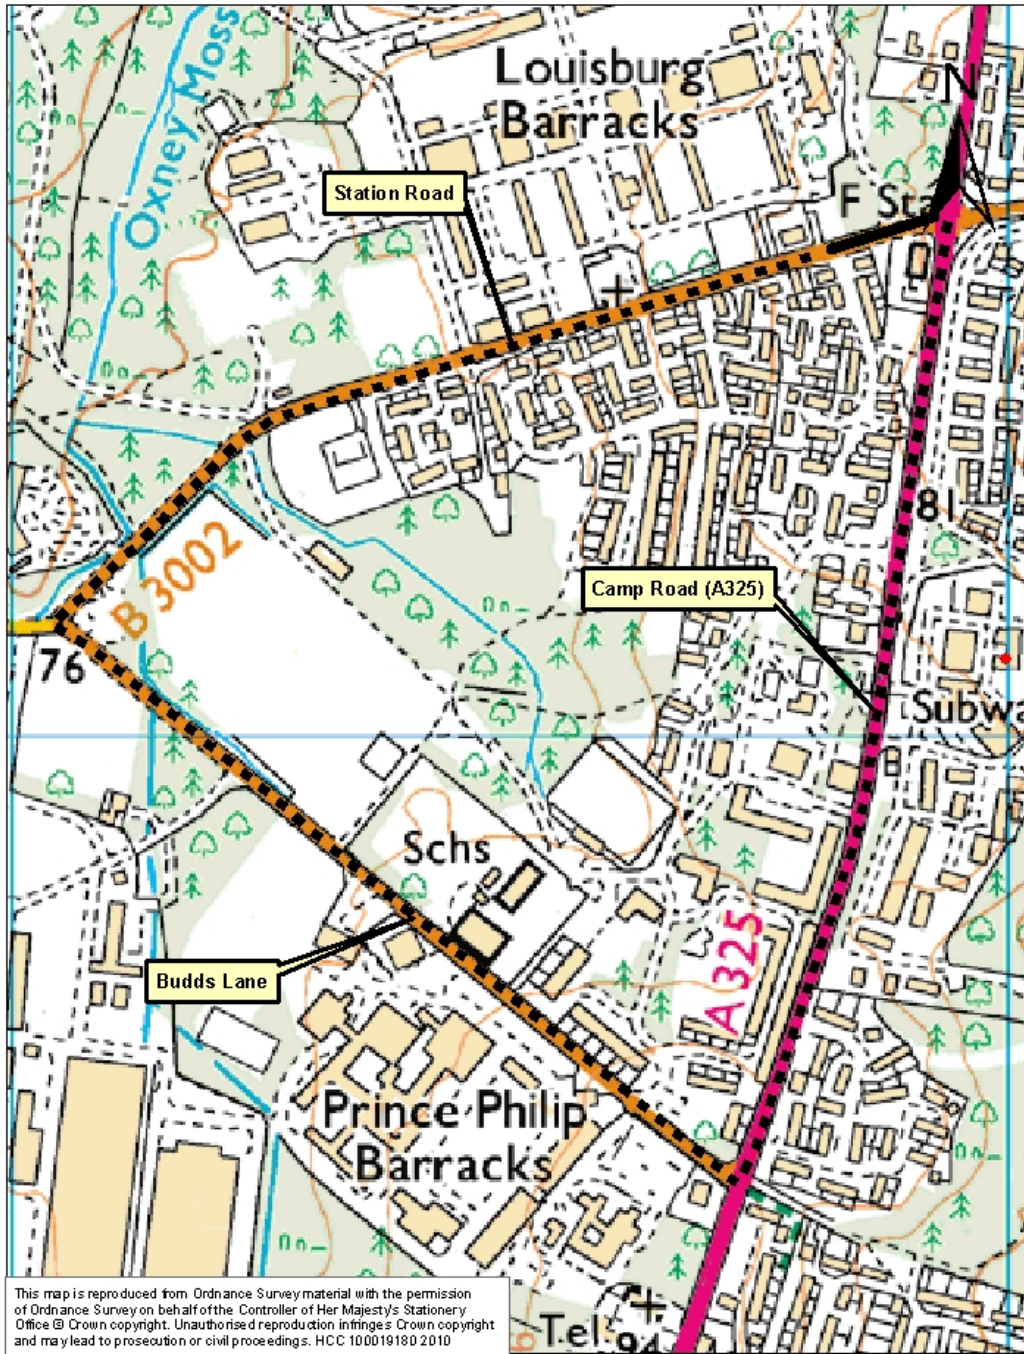 Oxney Moss
Louisburg
Barracks
N
Station Road
F Sta
81
B 3002
Camp Road (A325)
76
Subwa
B
Schs
A 325
Budds Lane
Prince Philip
Barracks
Tel
94
This map is reproduced from Ordnance Survey material with the permission
of Ordnance Survey on behalf of the Controller of Her Majesty's Stationery
Office © Crown copyright. Unauthorised reproduction infringes Crown copyright
and may lead to prosecution or civil proceedings. HCC 100019180 2010